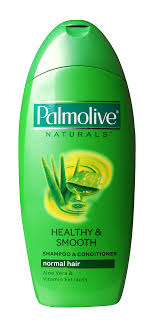 Palmolive
NATURALS
HEALTHY &
SMOOTH
SHAMPOO & CONDITIONER
normal hair
Aloe Vera &
Vitamin Extracts